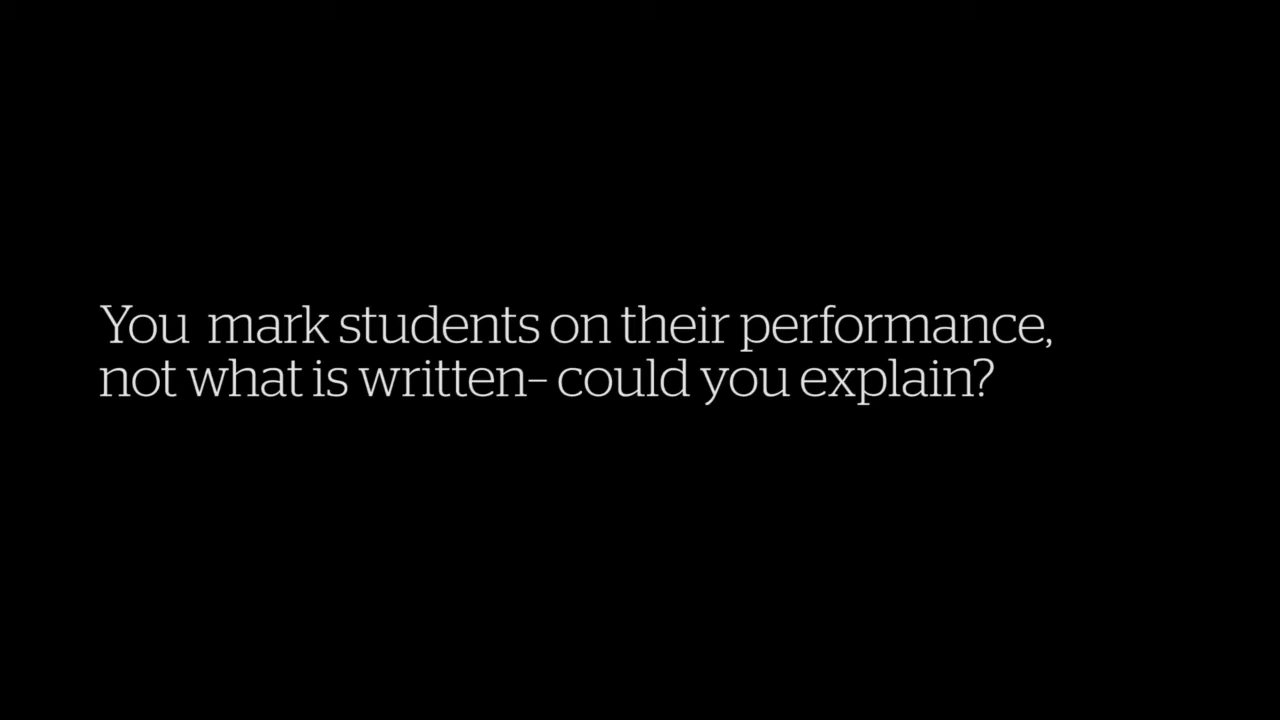 You  mark students on their performance,
not what is written– could you explain?